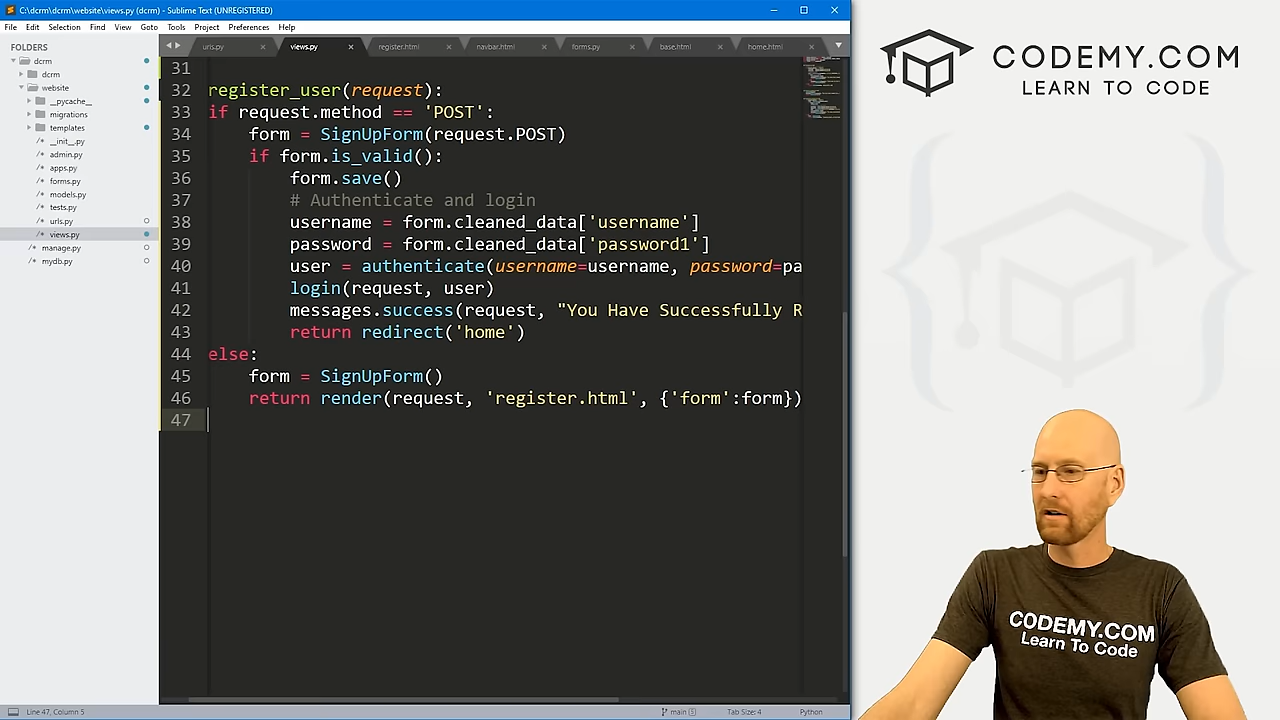 C:\dcrm\dcrm\website\views.py (dcrm) - Sublime Text (UNREGISTERED)
File Edit Selection Find View Goto Tools Project Preferences Help
FOLDERS
dcrm
dcrm
website
__pycache__
migrations
templates
__init__.py
admin.py
apps.py
forms.py
models.py
tests.py
urls.py
views.py
manage.py
mydb.py
urls.py views.py register.html navbar.html forms.py base.html home.html
31
32 register_user(request):
33 if request.method == 'POST':
34 form = SignUpForm(request.POST)
35 if form.is_valid():
36 form.save()
37 # Authenticate and login
38 username = form.cleaned_data['username']
39 password = form.cleaned_data['password1']
40 user = authenticate(username=username, password=pa
41 login(request, user)
42 messages.success(request, "You Have Successfully R
43 return redirect('home')
44 else:
45 form = SignUpForm()
46 return render(request, 'register.html', {'form':form})
47
Line 47, Column 5
main
Tab Size: 4
Python
CODEMY.COM
LEARN TO CODE
CODEMY.COM
Learn To Code